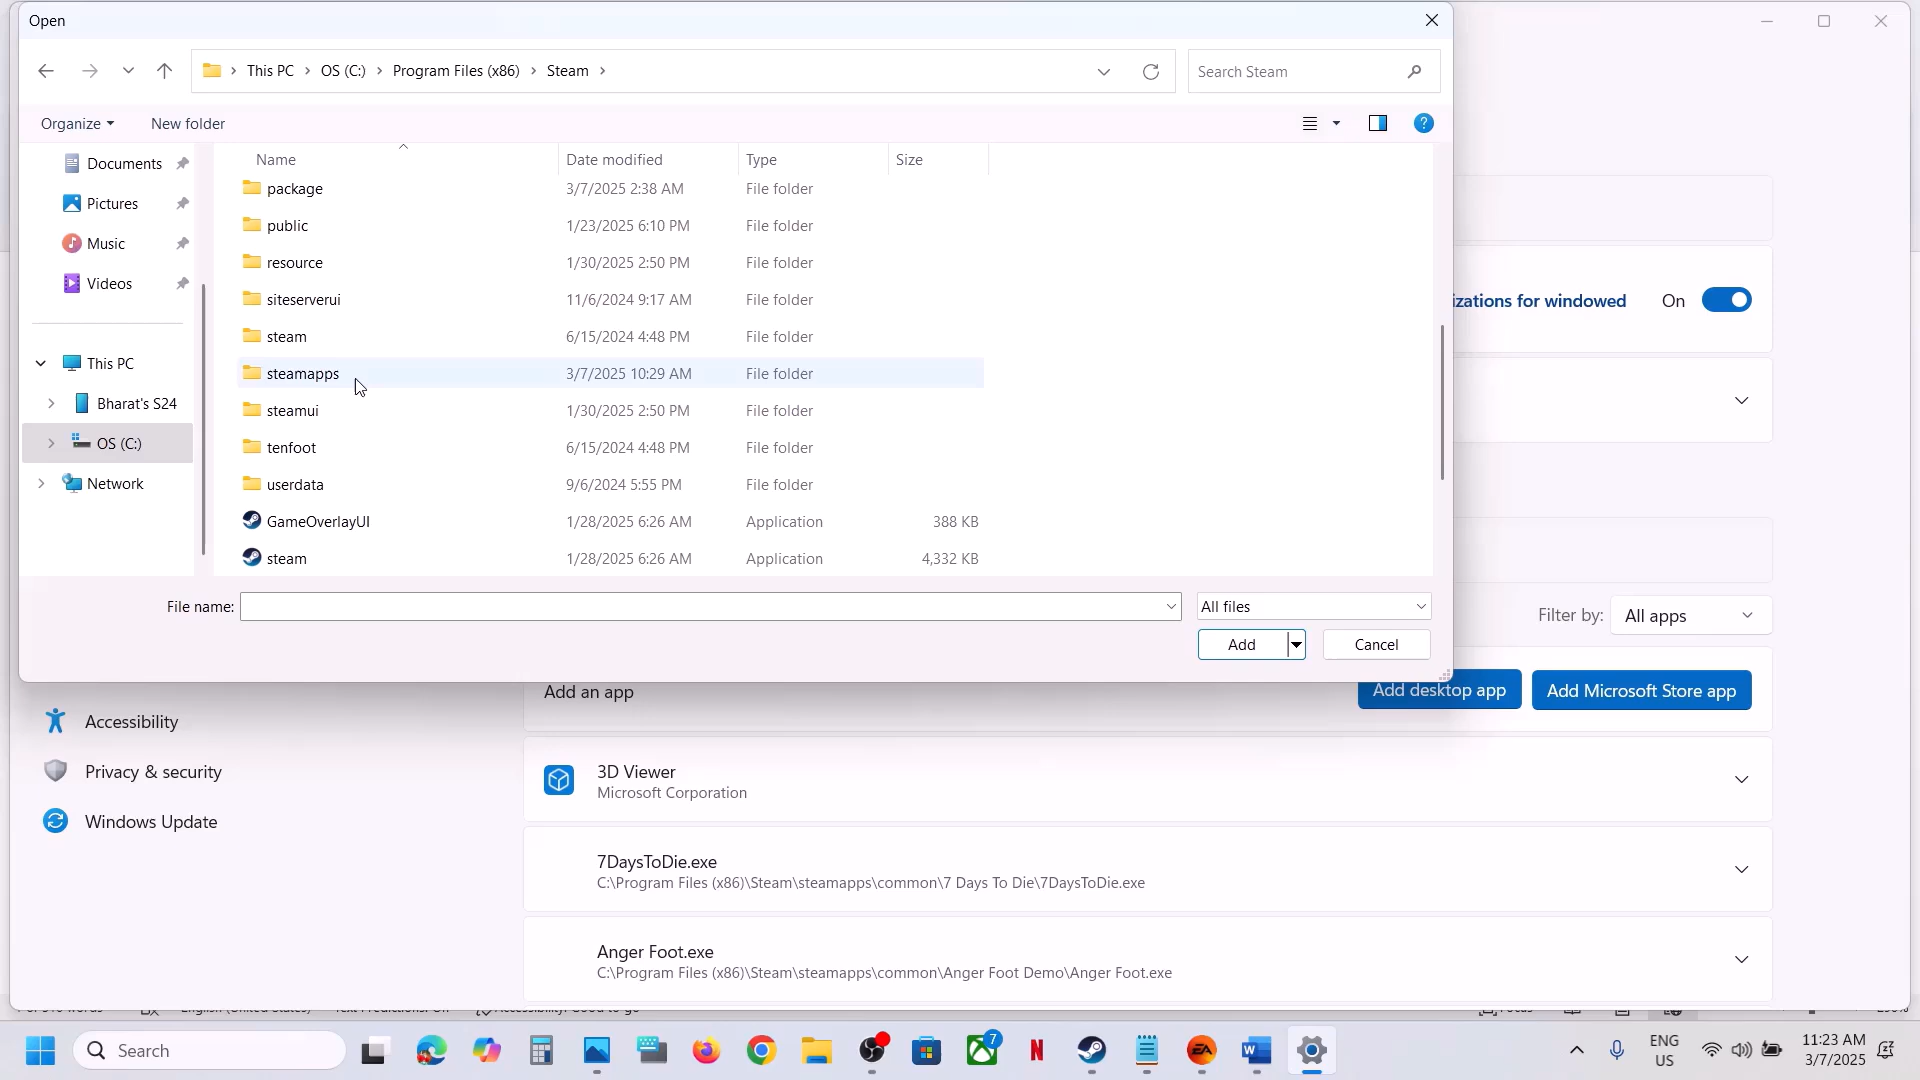 Open
This PC
OS (C:)
Program Files (x86)
Steam
Search Steam
Organize
New folder
Name
Date modified
Type
Size
Documents
Pictures
Music
Videos
This PC
Bharat's S24
OS (C:)
Network
package 3/7/2025 2:38 AM File folder
public 1/23/2025 6:10 PM File folder
resource 1/30/2025 2:50 PM File folder
siteserverui 11/6/2024 9:17 AM File folder
steam 6/15/2024 4:48 PM File folder
steamapps 3/7/2025 10:29 AM File folder
steamui 1/30/2025 2:50 PM File folder
tenfoot 6/15/2024 4:48 PM File folder
userdata 9/6/2024 5:55 PM File folder
GameOverlayUI 1/28/2025 6:26 AM Application 388 KB
steam 1/28/2025 6:26 AM Application 4,332 KB
File name:
All files
Add
Cancel
izations for windowed
On
Filter by:
All apps
Add an app
Add desktop app
Add Microsoft Store app
Accessibility
Privacy & security
Windows Update
3D Viewer
Microsoft Corporation
7DaysToDie.exe
C:\Program Files (x86)\Steam\steamapps\common\7 Days To Die\7DaysToDie.exe
Anger Foot.exe
C:\Program Files (x86)\Steam\steamapps\common\Anger Foot Demo\Anger Foot.exe
Search
7
ENG
US
11:23 AM
3/7/2025